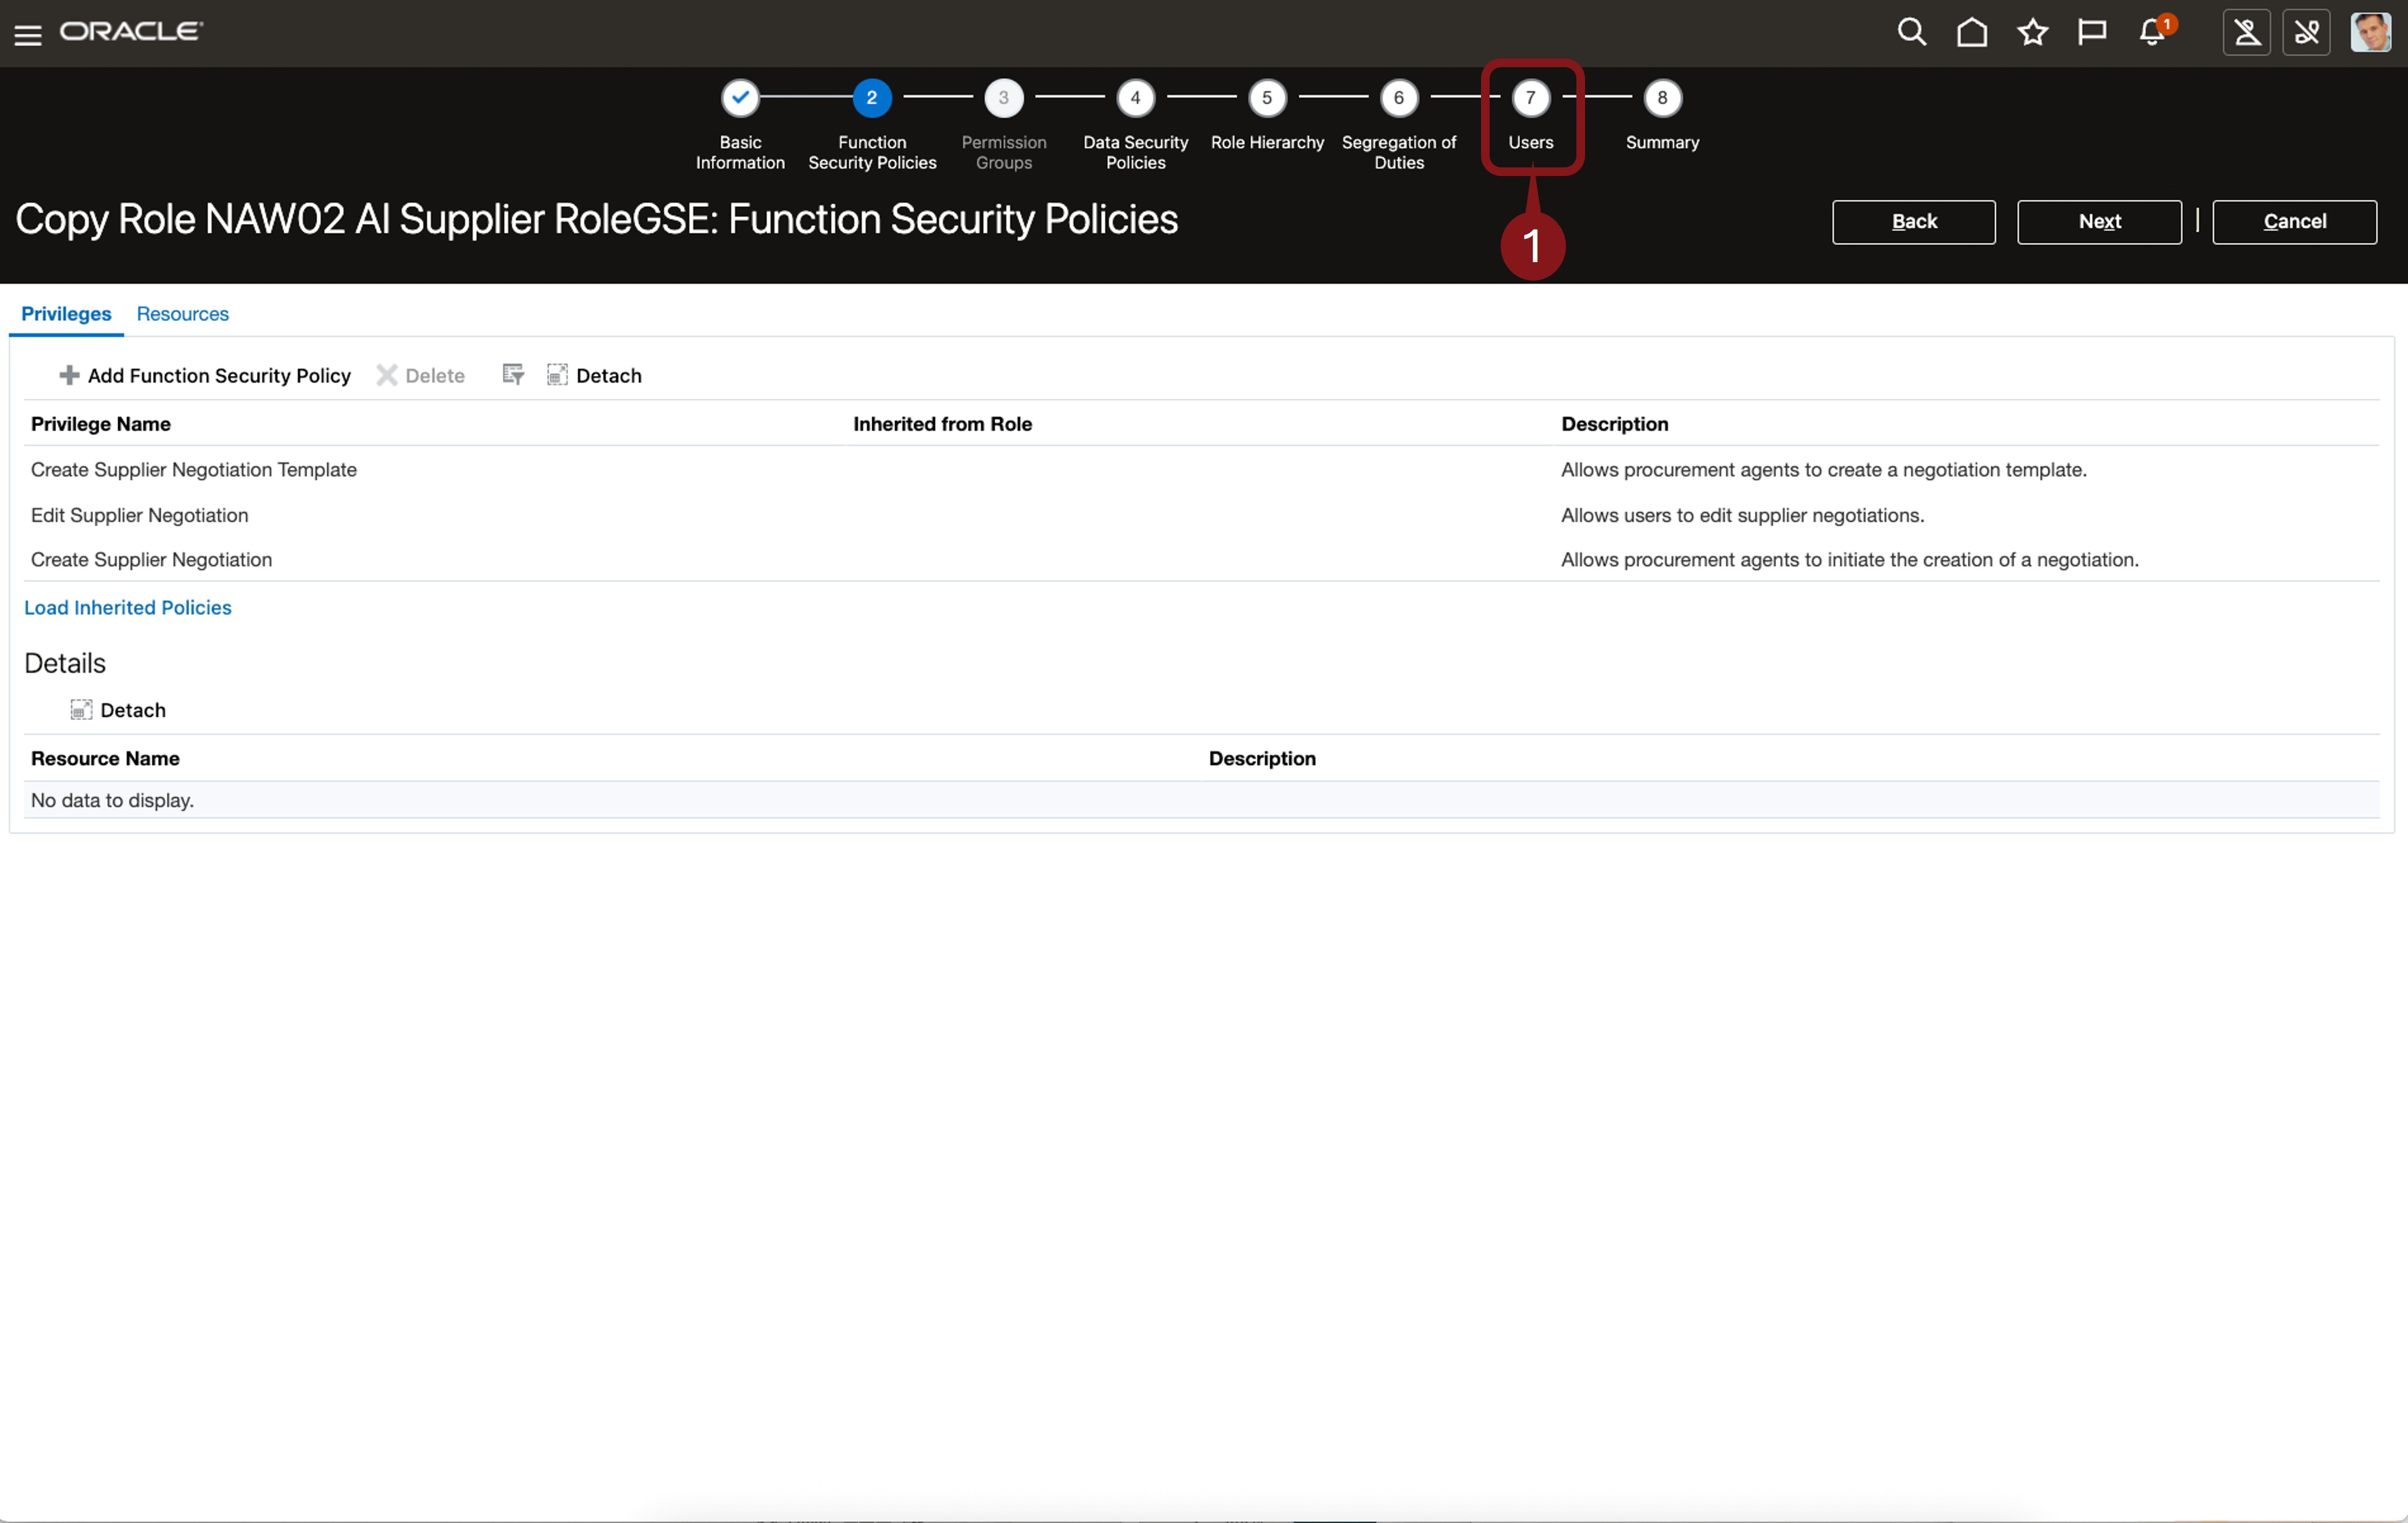 ORACLE
1
2
3
4
5
6
7
8
Basic Information
Function Security Policies
Permission Groups
Data Security Policies
Role Hierarchy
Segregation of Duties
Users
Summary
Copy Role NAW02 AI Supplier RoleGSE: Function Security Policies
1
Back
Next
Cancel
Privileges
Resources
Add Function Security Policy
Delete
Detach
Privilege Name
Inherited from Role
Description
Create Supplier Negotiation Template
Allows procurement agents to create a negotiation template.
Edit Supplier Negotiation
Allows users to edit supplier negotiations.
Create Supplier Negotiation
Allows procurement agents to initiate the creation of a negotiation.
Load Inherited Policies
Details
Detach
Resource Name
Description
No data to display.